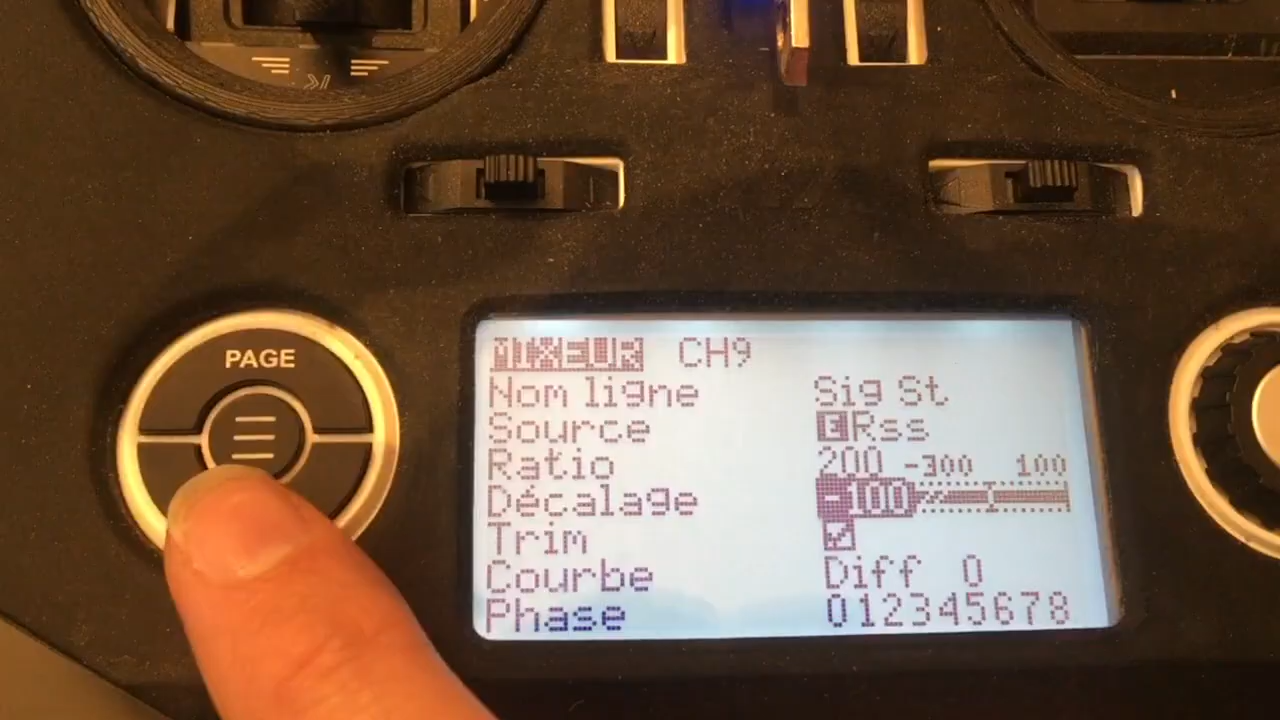 PAGE
MIXEUR CH9
Nom ligne Sig St
Source ERss
Ratio 200 -300 100
Décalage -100
Trim
Courbe Diff 0
Phase 012345678